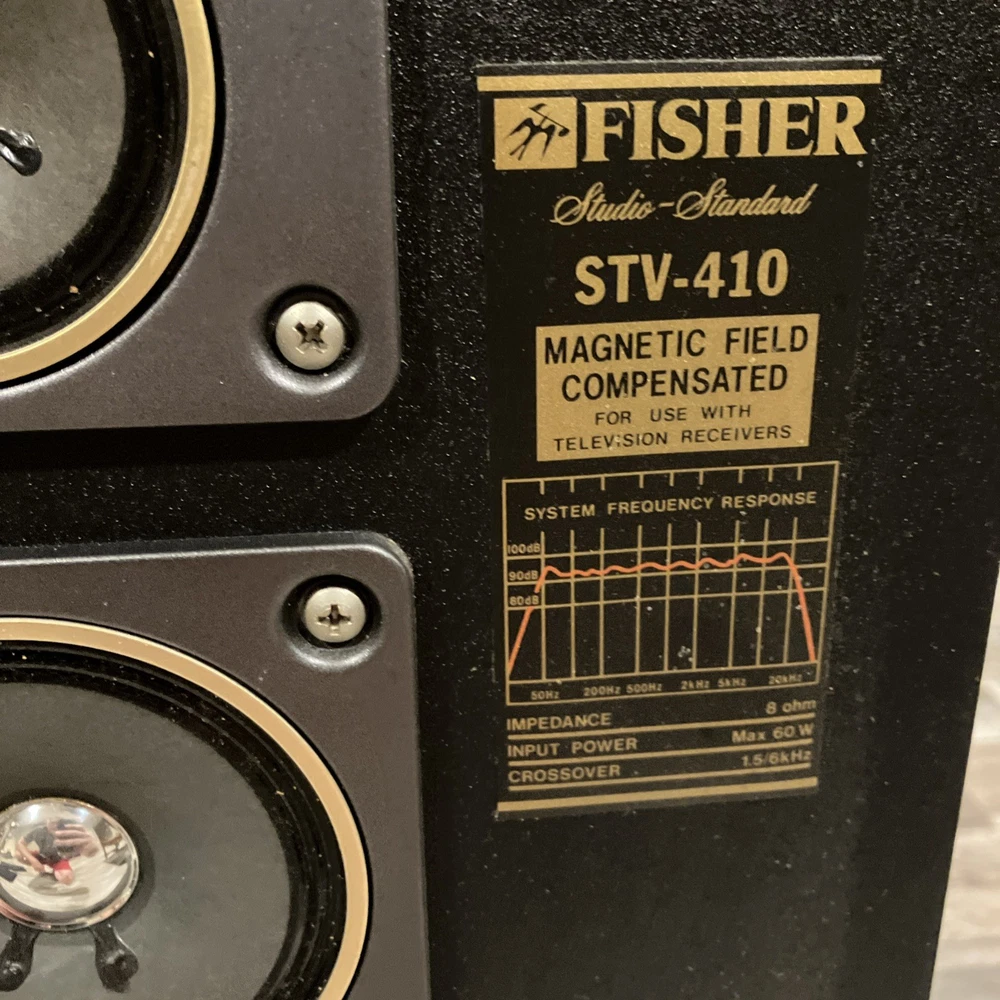 FISHER
Studio-Standard
STV-410
MAGNETIC FIELD
COMPENSATED
FOR USE WITH
TELEVISION RECEIVERS
SYSTEM FREQUENCY RESPONSE
100dB
90dB
80dB
50Hz 200Hz 500Hz 2kHz 5kHz 20kHz
IMPEDANCE 8 ohm
INPUT POWER Max 60 W
CROSSOVER 1.5/6kHz